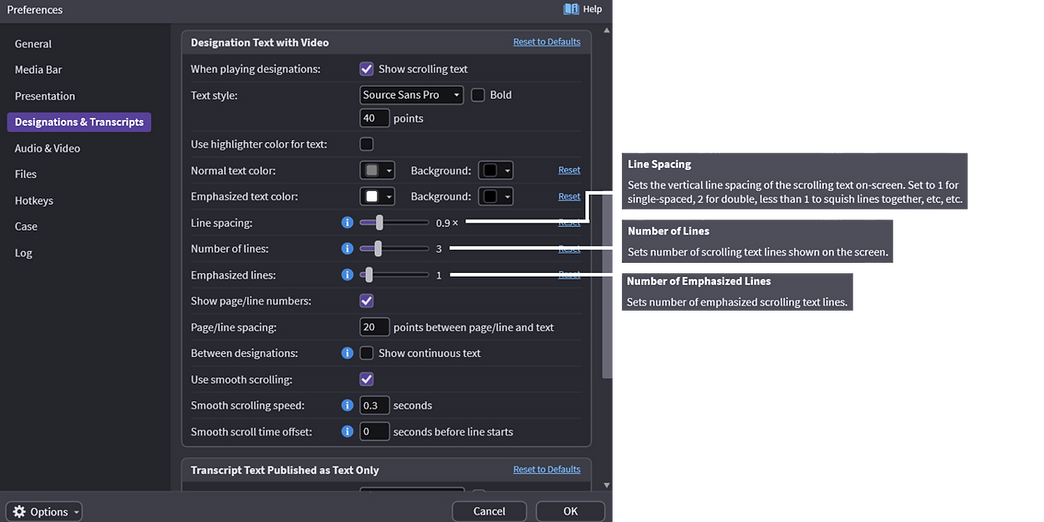 Preferences
Help
General
Media Bar
Presentation
Designations & Transcripts
Audio & Video
Files
Hotkeys
Case
Log
Designation Text with Video Reset to Defaults
When playing designations: Show scrolling text
Text style: Source Sans Pro Bold
40 points
Use highlighter color for text:
Normal text color: Background: Reset
Emphasized text color: Background: Reset
Line spacing: 0.9 × Reset
Number of lines: 3 Reset
Emphasized lines: 1 Reset
Show page/line numbers:
Page/line spacing: 20 points between page/line and text
Between designations: Show continuous text
Use smooth scrolling:
Smooth scrolling speed: 0.3 seconds
Smooth scroll time offset: 0 seconds before line starts
Transcript Text Published as Text Only Reset to Defaults
Options Cancel OK
Line Spacing
Sets the vertical line spacing of the scrolling text on-screen. Set to 1 for
single-spaced, 2 for double, less than 1 to squish lines together, etc, etc.
Number of Lines
Sets number of scrolling text lines shown on the screen.
Number of Emphasized Lines
Sets number of emphasized scrolling text lines.